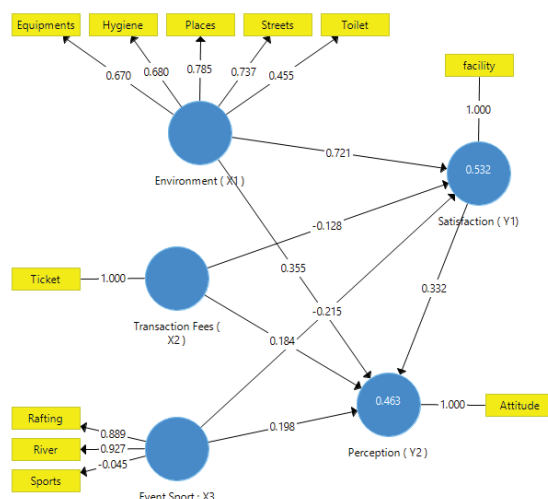 Equipments Hygiene Places Streets Toilet
facility
0.670 0.680 0.785 0.737 0.455
1.000
0.721
0.532
Environment ( X1)
Satisfaction ( Y1)
-0.128
0.355
Ticket 1.000
0.332
Transaction Fees (
X2)
-0.215
0.184
Rafting
0.889
0.463 1.000 Attitude
River 0.927
0.198
-0.045
Sports
Perception ( Y2)
Event Sport : X3